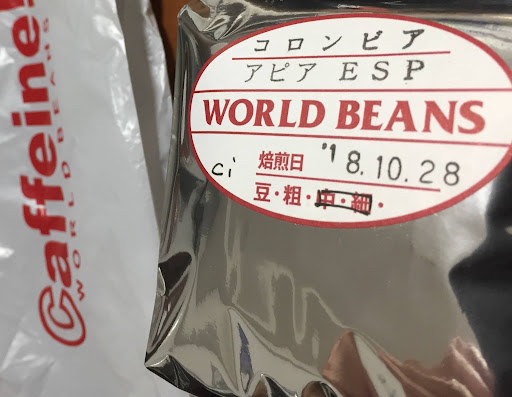 Caffeine!
WORLD BEANS
コロンビア
アピア ESP
WORLD BEANS
焙煎日 '18.10.28
ci
豆・粗・中・細・